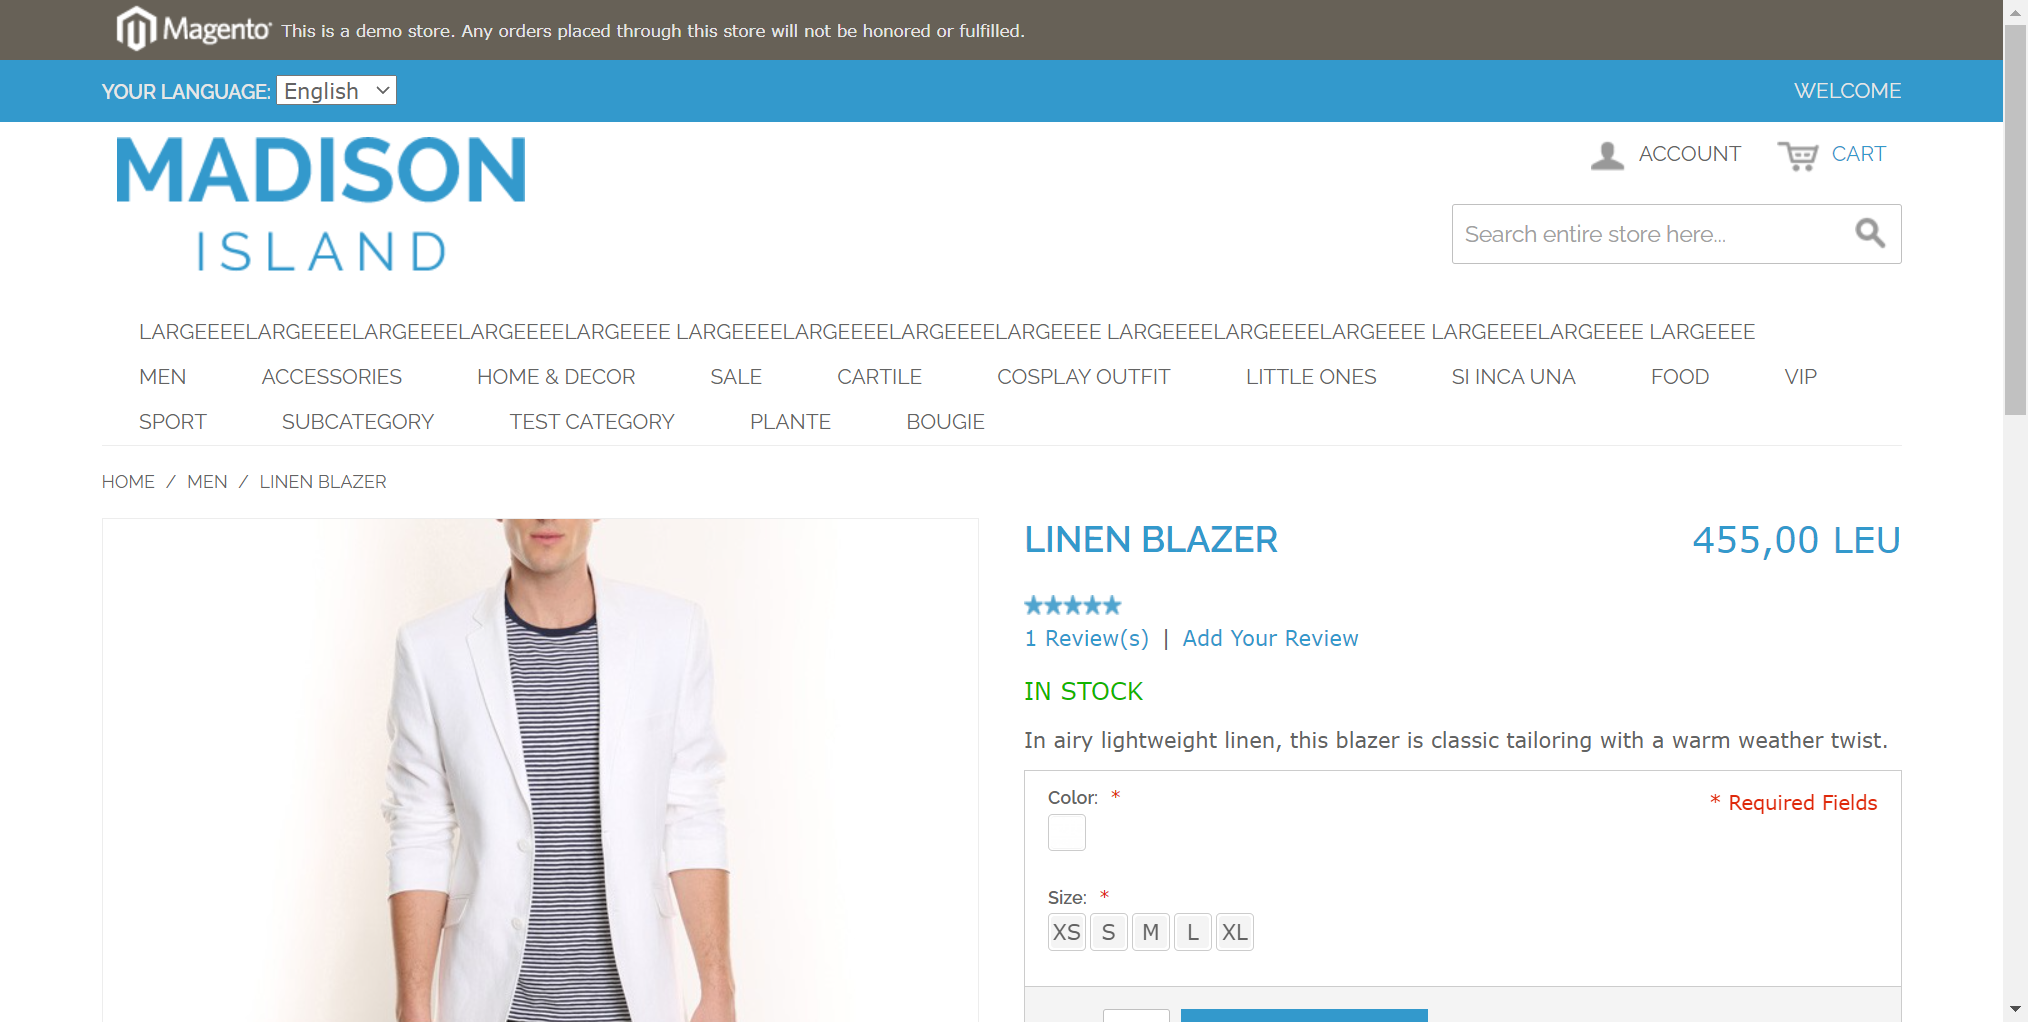 Magento This is a demo store. Any orders placed through this store will not be honored or fulfilled.
YOUR LANGUAGE: English WELCOME
MADISON
ISLAND
ACCOUNT CART
Search entire store here...
LARGEEEELARGEEEELARGEEEELARGEEEELARGEEEE LARGEEEELARGEEEELARGEEEELARGEEEE LARGEEEELARGEEEELARGEEEE LARGEEEELARGEEEE LARGEEEE
MEN ACCESSORIES HOME & DECOR SALE CARTILE COSPLAY OUTFIT LITTLE ONES SI INCA UNA FOOD VIP
SPORT SUBCATEGORY TEST CATEGORY PLANTE BOUGIE
HOME / MEN / LINEN BLAZER
LINEN BLAZER 455,00 LEU
1 Review(s) | Add Your Review
IN STOCK
In airy lightweight linen, this blazer is classic tailoring with a warm weather twist.
Color: *
* Required Fields
Size: *
XS S M L XL